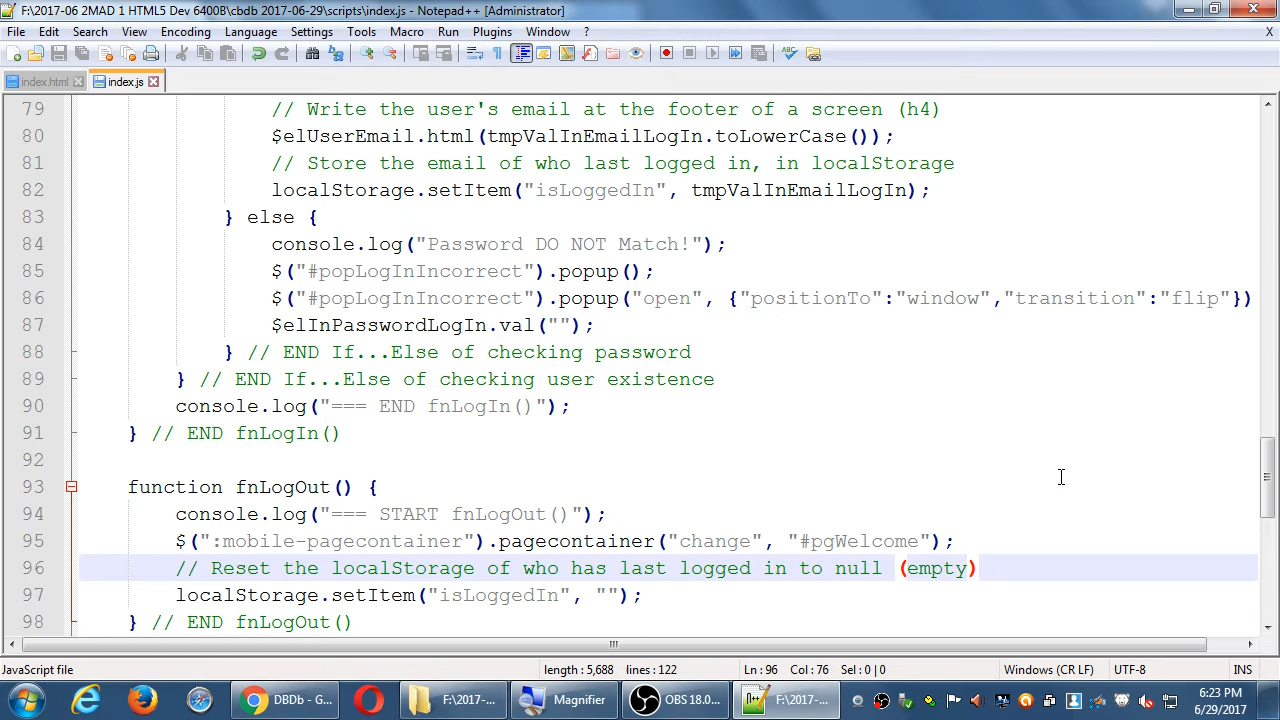 F:\2017-06 2MAD 1 HTML5 Dev 6400B\cbdb 2017-06-29\scripts\index.js - Notepad++ [Administrator]
File Edit Search View Encoding Language Settings Tools Macro Run Plugins Window ? X
index.html index.js
79 // Write the user's email at the footer of a screen (h4)
80 $elUserEmail.html(tmpValInEmailLogIn.toLowerCase());
81 // Store the email of who last logged in, in localStorage
82 localStorage.setItem("isLoggedIn", tmpValInEmailLogIn);
83 } else {
84 console.log("Password DO NOT Match!");
85 $("#popLogInIncorrect").popup();
86 $("#popLogInIncorrect").popup("open", {"positionTo":"window","transition":"flip"})
87 $elInPasswordLogIn.val("");
88 } // END If...Else of checking password
89 } // END If...Else of checking user existence
90 console.log("=== END fnLogIn()");
91 } // END fnLogIn()
92
93 function fnLogOut() {
94 console.log("=== START fnLogOut()");
95 $(":mobile-pagecontainer").pagecontainer("change", "#pgWelcome");
96 // Reset the localStorage of who has last logged in to null (empty)
97 localStorage.setItem("isLoggedIn", "");
98 } // END fnLogOut()
JavaScript file length : 5,688 lines : 122 Ln : 96 Col : 76 Sel : 0 | 0 Windows (CR LF) UTF-8 INS
DBDb - G... F:\2017-... Magnifier OBS 18.0... F:\2017-... 6:23 PM
6/29/2017